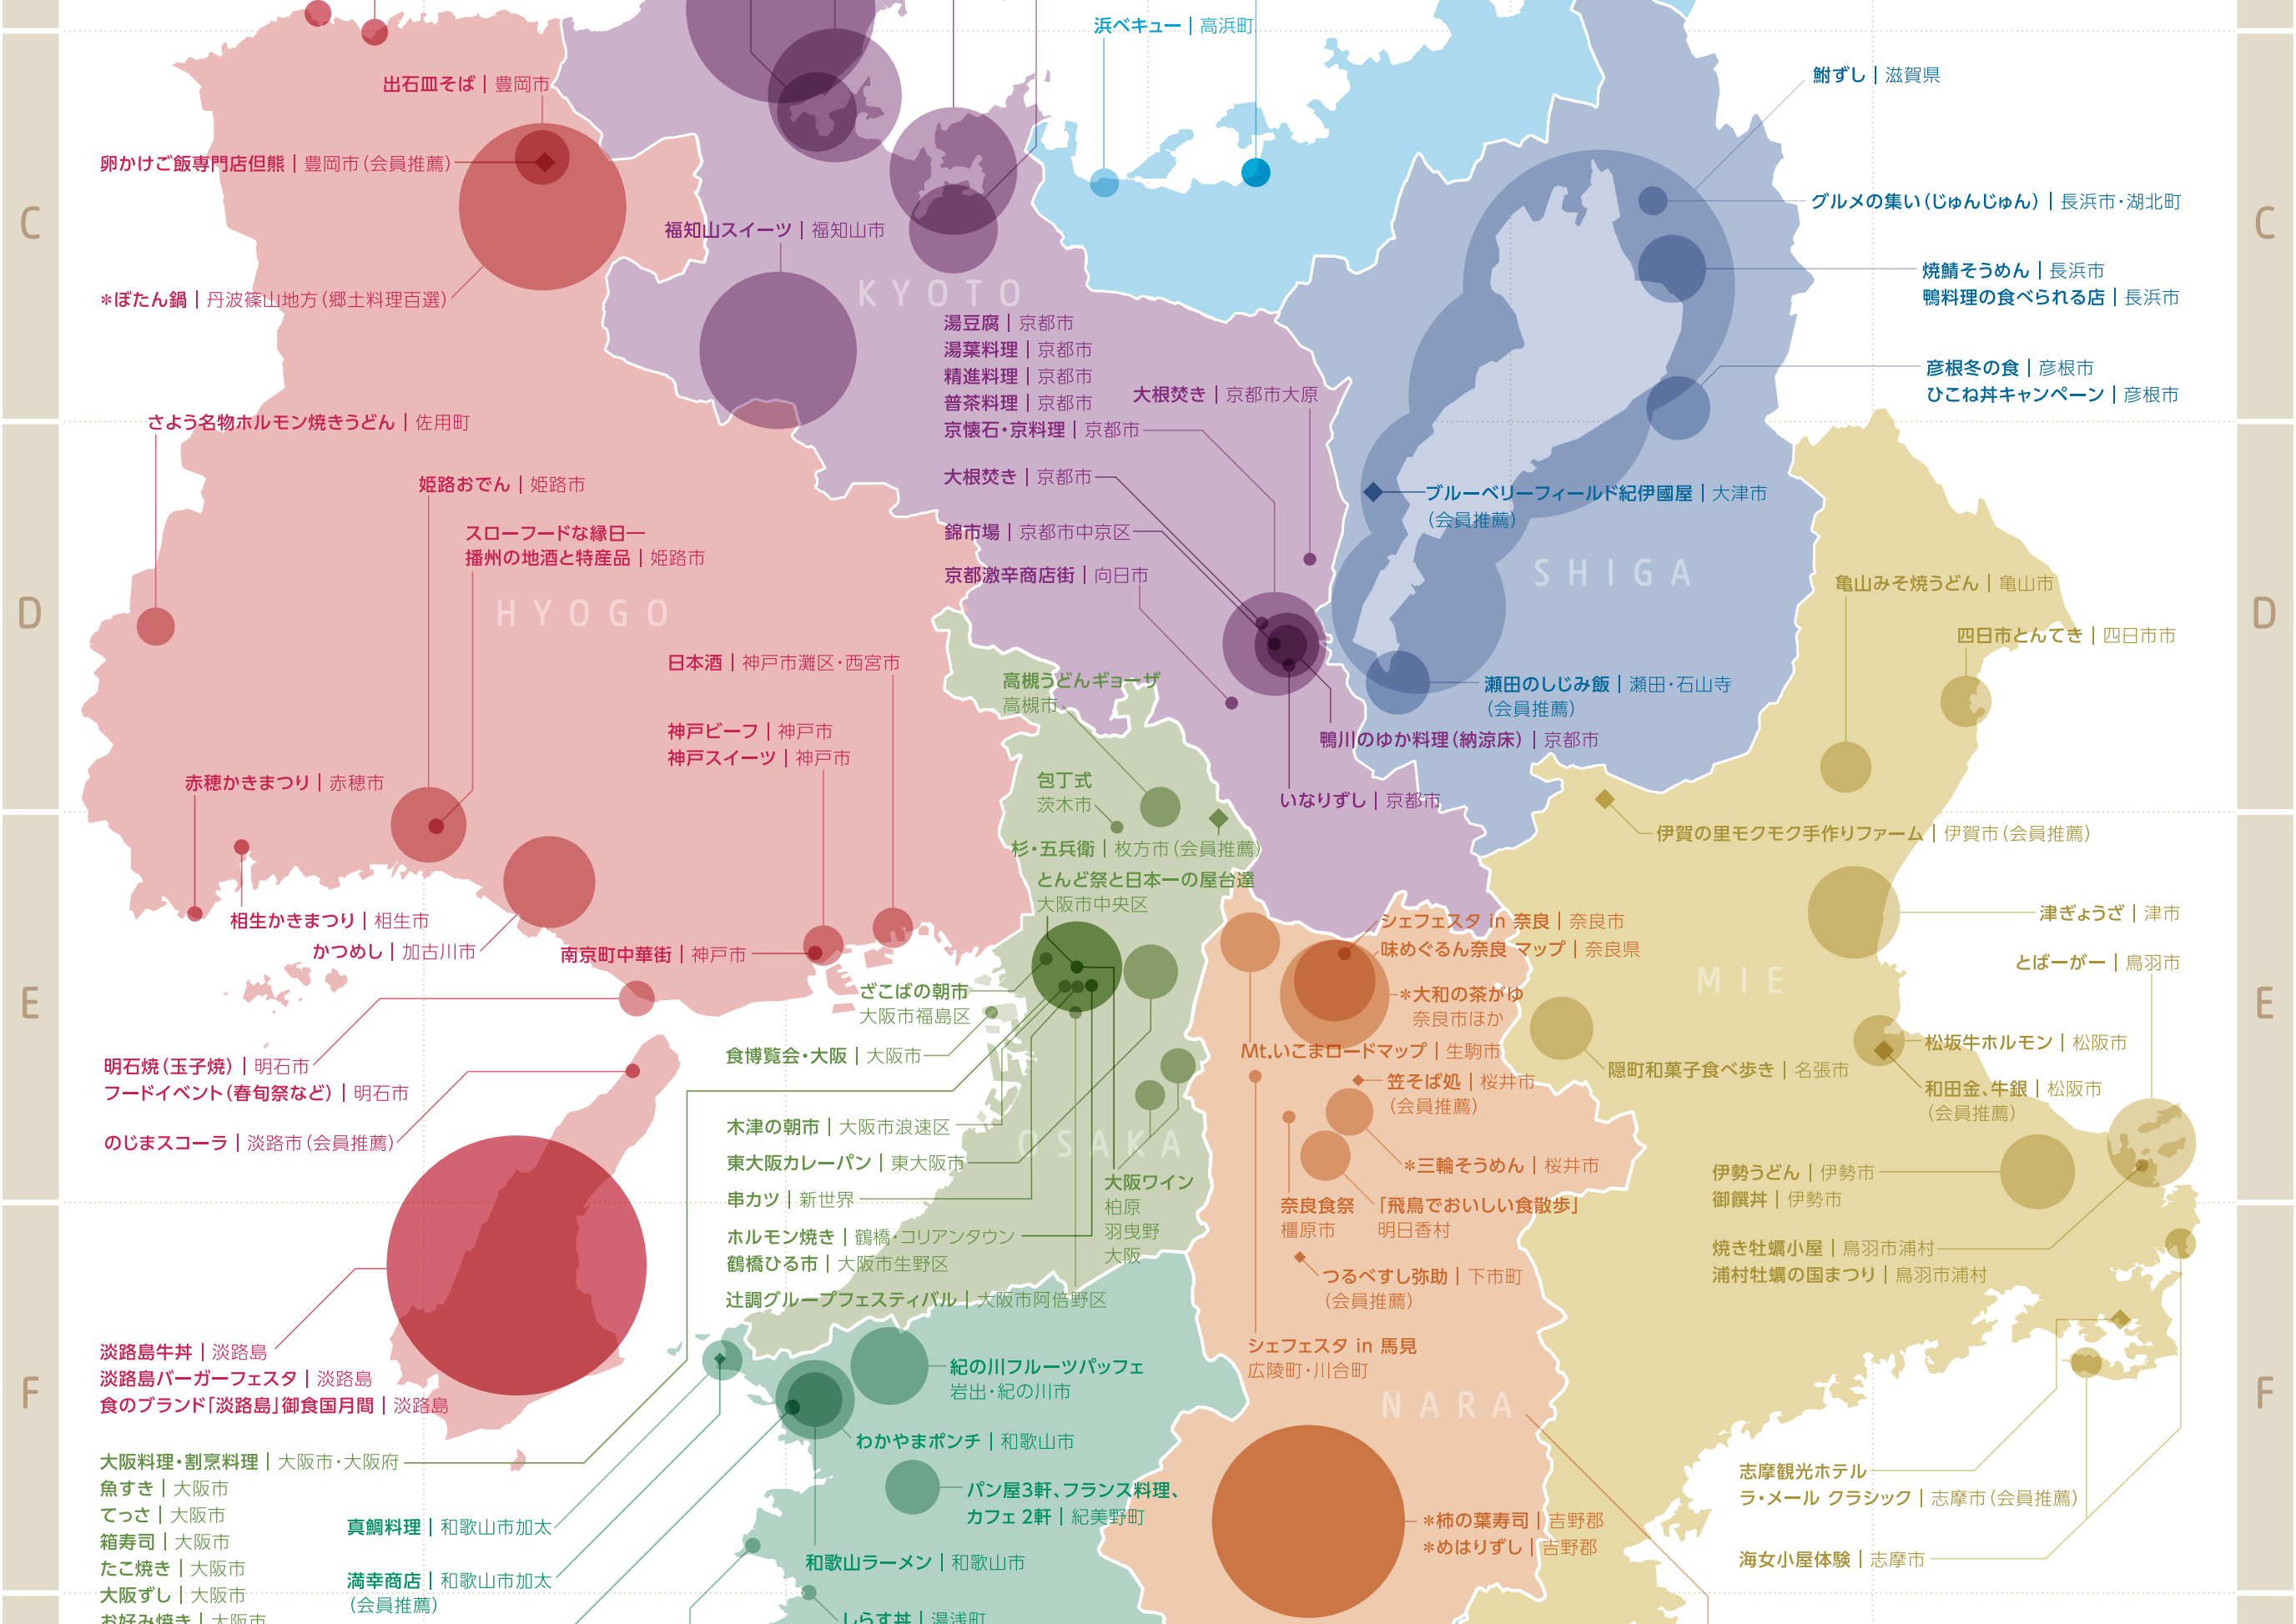 浜ベキュー | 高浜町
鮒ずし | 滋賀県
出石皿そば | 豊岡市
卵かけご飯専門店但熊 | 豊岡市(会員推薦)
C
C
グルメの集い(じゅんじゅん) | 長浜市・湖北町
福知山スイーツ | 福知山市
焼鯖そうめん | 長浜市
鴨料理の食べられる店 | 長浜市
*ぼたん鍋 | 丹波篠山地方(郷土料理百選)
KYOTO
湯豆腐 | 京都市
湯葉料理 | 京都市
精進料理 | 京都市
普茶料理 | 京都市
京懐石・京料理 | 京都市
大根焚き | 京都市大原
彦根冬の食 | 彦根市
ひこね丼キャンペーン | 彦根市
さよう名物ホルモン焼きうどん | 佐用町
大根焚き | 京都市
姫路おでん | 姫路市
ブルーベリーフィールド紀伊國屋 | 大津市
(会員推薦)
スローフードな縁日―
播州の地酒と特産品 | 姫路市
錦市場 | 京都市中京区
京都激辛商店街 | 向日市
SHIGA
亀山みそ焼うどん | 亀山市
D
HYOGO
D
四日市とんてき | 四日市市
日本酒 | 神戸市灘区・西宮市
高槻うどんギョーザ
高槻市
瀬田のしじみ飯 | 瀬田・石山寺
(会員推薦)
神戸ビーフ | 神戸市
神戸スイーツ | 神戸市
鴨川のゆか料理(納涼床) | 京都市
赤穂かきまつり | 赤穂市
包丁式
茨木市
いなりずし | 京都市
伊賀の里モクモク手作りファーム | 伊賀市(会員推薦)
杉・五兵衛 | 枚方市(会員推薦)
とんど祭と日本一の屋台達
大阪市中央区
相生かきまつり | 相生市
シェフェスタ in 奈良 | 奈良市
津ぎょうざ | 津市
かつめし | 加古川市
南京町中華街 | 神戸市
味めぐるん奈良 マップ | 奈良県
とばーがー | 鳥羽市
MIE
ざこばの朝市
大阪市福島区
*大和の茶がゆ
奈良市ほか
E
E
食博覧会・大阪 | 大阪市
Mt.いこまロードマップ | 生駒市
松坂牛ホルモン | 松阪市
明石焼(玉子焼) | 明石市
フードイベント(春旬祭など) | 明石市
隠町和菓子食べ歩き | 名張市
笠そば処 | 桜井市
(会員推薦)
和田金、牛銀 | 松阪市
(会員推薦)
木津の朝市 | 大阪市浪速区
のじまスコーラ | 淡路市(会員推薦)
OSAKA
東大阪カレーパン | 東大阪市
*三輪そうめん | 桜井市
伊勢うどん | 伊勢市
御饌丼 | 伊勢市
串カツ | 新世界
大阪ワイン
柏原
羽曳野
大阪
奈良食祭
橿原市
「飛鳥でおいしい食散歩」
明日香村
ホルモン焼き | 鶴橋・コリアンタウン
鶴橋ひる市 | 大阪市生野区
焼き牡蠣小屋 | 鳥羽市浦村
浦村牡蠣の国まつり | 鳥羽市浦村
つるべすし弥助 | 下市町
(会員推薦)
辻調グループフェスティバル | 大阪市阿倍野区
淡路島牛丼 | 淡路島
淡路島バーガーフェスタ | 淡路島
食のブランド「淡路島」御食国月間 | 淡路島
シェフェスタ in 馬見
広陵町・川合町
紀の川フルーツパッフェ
岩出・紀の川市
F
NARA
F
わかやまポンチ | 和歌山市
大阪料理・割烹料理 | 大阪市・大阪府
魚すき | 大阪市
てっさ | 大阪市
箱寿司 | 大阪市
たこ焼き | 大阪市
大阪ずし | 大阪市
お好み焼き | 大阪市
志摩観光ホテル
ラ・メール クラシック | 志摩市(会員推薦)
パン屋3軒、フランス料理、
カフェ 2軒 | 紀美野町
真鯛料理 | 和歌山市加太
*柿の葉寿司 | 吉野郡
*めはりずし | 吉野郡
和歌山ラーメン | 和歌山市
海女小屋体験 | 志摩市
満幸商店 | 和歌山市加太
(会員推薦)
しらす丼 | 湯浅町